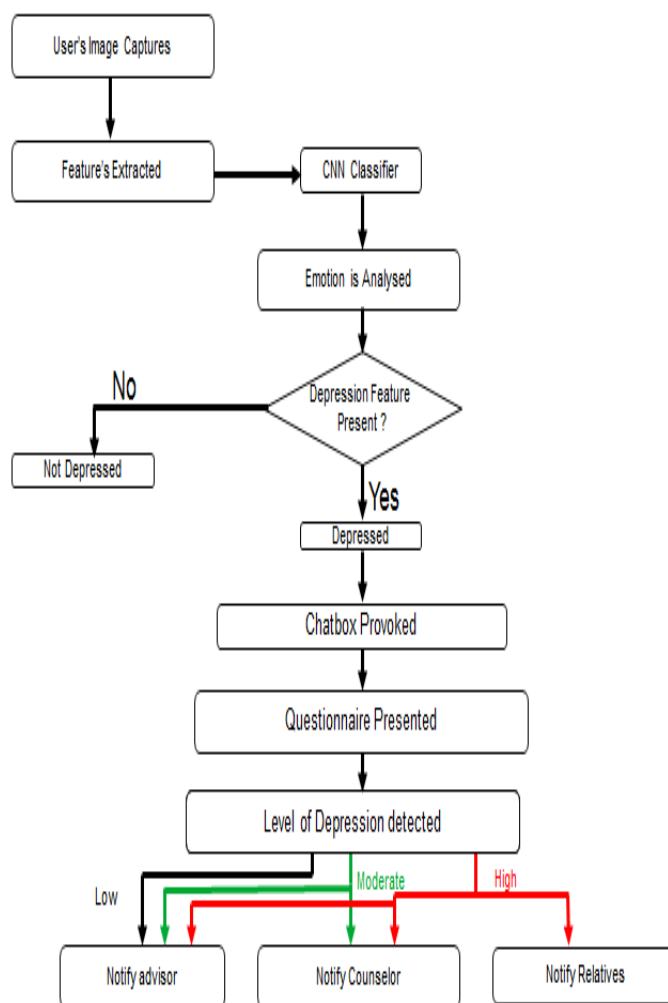 User's Image Captures
Feature's Extracted
CNN Classifier
Emotion is Analysed
Depression Feature
Present ?
No
Not Depressed
Yes
Depressed
Chatbox Provoked
Questionnaire Presented
Level of Depression detected
Low
Moderate
High
Notify advisor
Notify Counselor
Notify Relatives